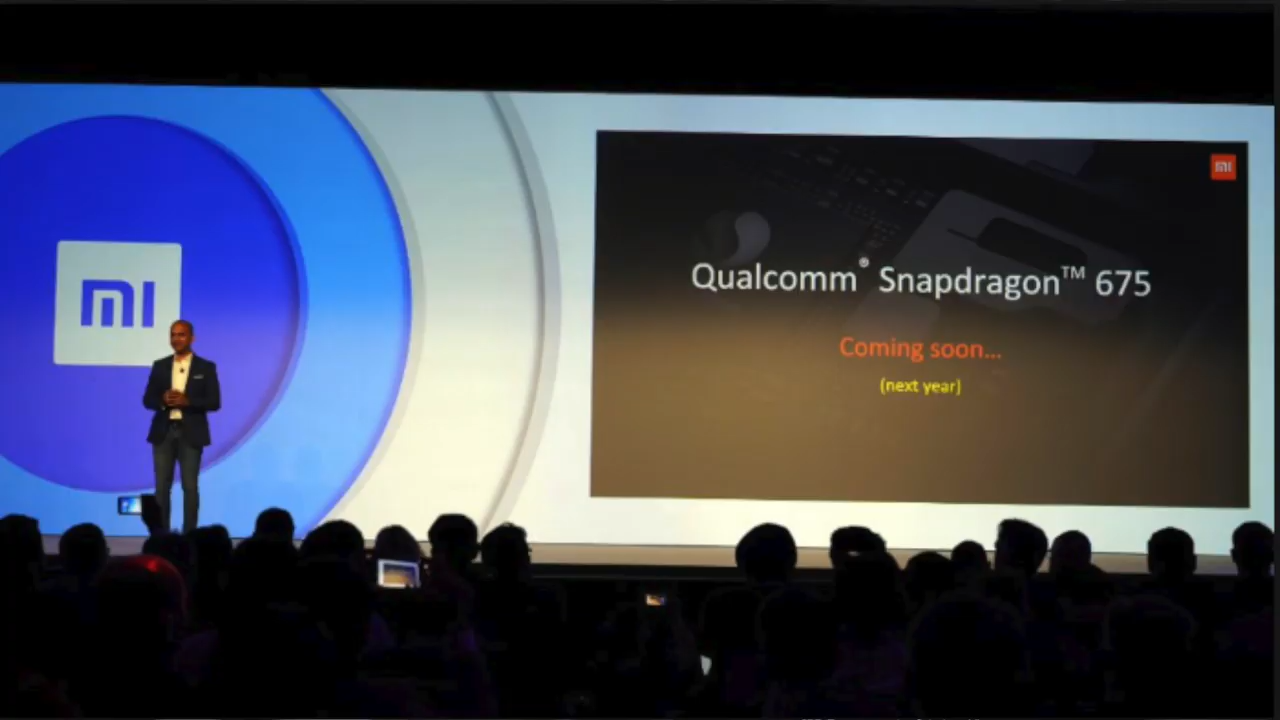 MI
MI
Qualcomm® Snapdragon™ 675
Coming soon...
(next year)